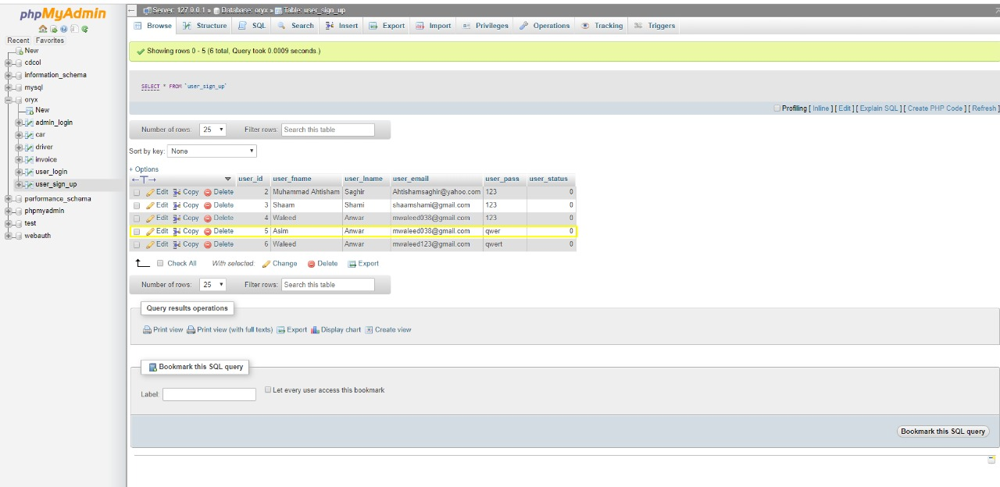 phpMyAdmin
Server: 127.0.0.1 » Database: oryx » Table: user_sign_up
Browse Structure SQL Search Insert Export Import Privileges Operations Tracking Triggers
Recent Favorites
New
cdcol
information_schema
mysql
oryx
New
admin_login
car
driver
invoice
user_login
user_sign_up
performance_schema
phpmyadmin
test
webauth
Showing rows 0 - 5 (6 total, Query took 0.0009 seconds.)
SELECT * FROM `user_sign_up`
Profiling [ Inline ] [ Edit ] [ Explain SQL ] [ Create PHP Code ] [ Refresh ]
Number of rows: 25 Filter rows: Search this table
Sort by key: None
+ Options
←T→ user_id user_fname user_lname user_email user_pass user_status
Edit Copy Delete 2 Muhammad Ahtisham Saghir Ahtishamsaghir@yahoo.com 123 0
Edit Copy Delete 3 Shaam Shami shaamshami@gmail.com 123 0
Edit Copy Delete 4 Waleed Anwar mwaleed038@gmail.com 123 0
Edit Copy Delete 5 Asim Anwar mwaleed038@gmail.com qwer 0
Edit Copy Delete 6 Waleed Anwar mwaleed123@gmail.com qwert 0
Check All With selected: Change Delete Export
Number of rows: 25 Filter rows: Search this table
Query results operations
Print view Print view (with full texts) Export Display chart Create view
Bookmark this SQL query
Label: Let every user access this bookmark
Bookmark this SQL query